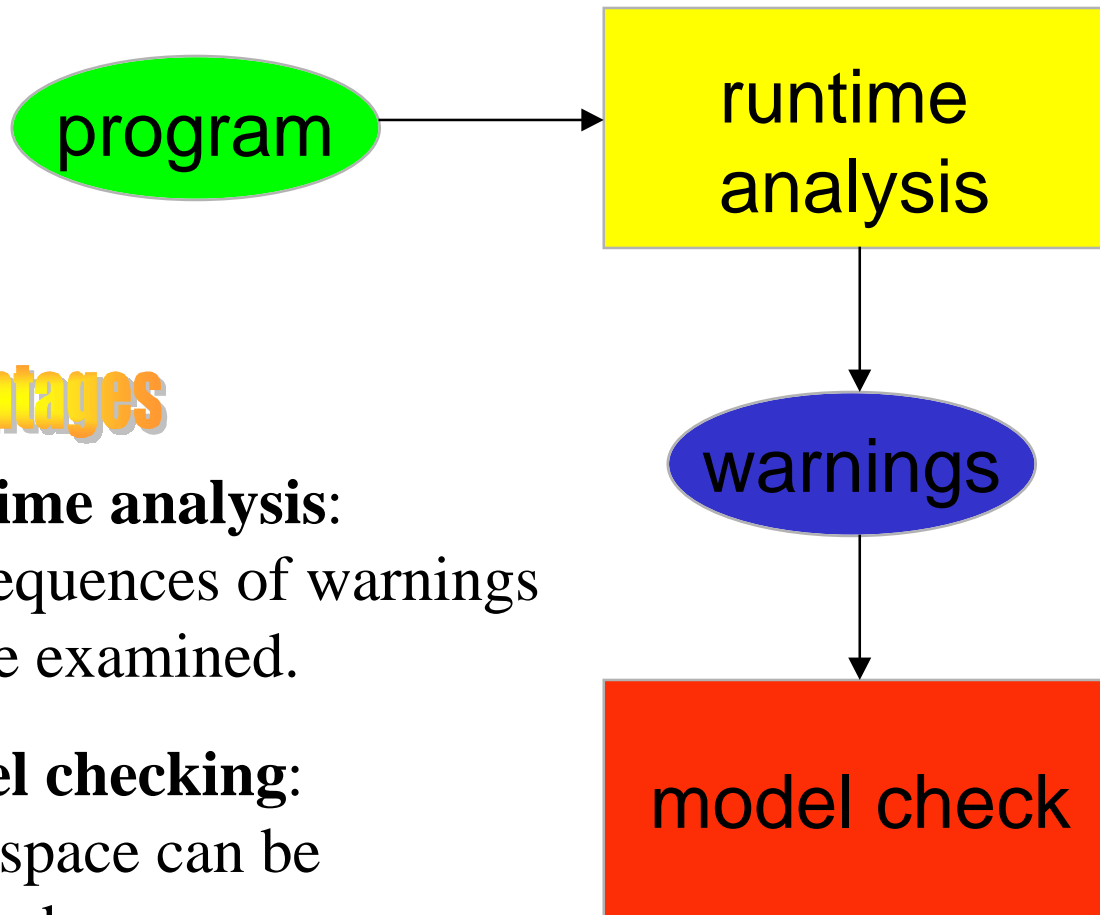 program
runtime
analysis
ntages
warnings
ime analysis:
equences of warnings
e examined.
el checking:
space can be
model check